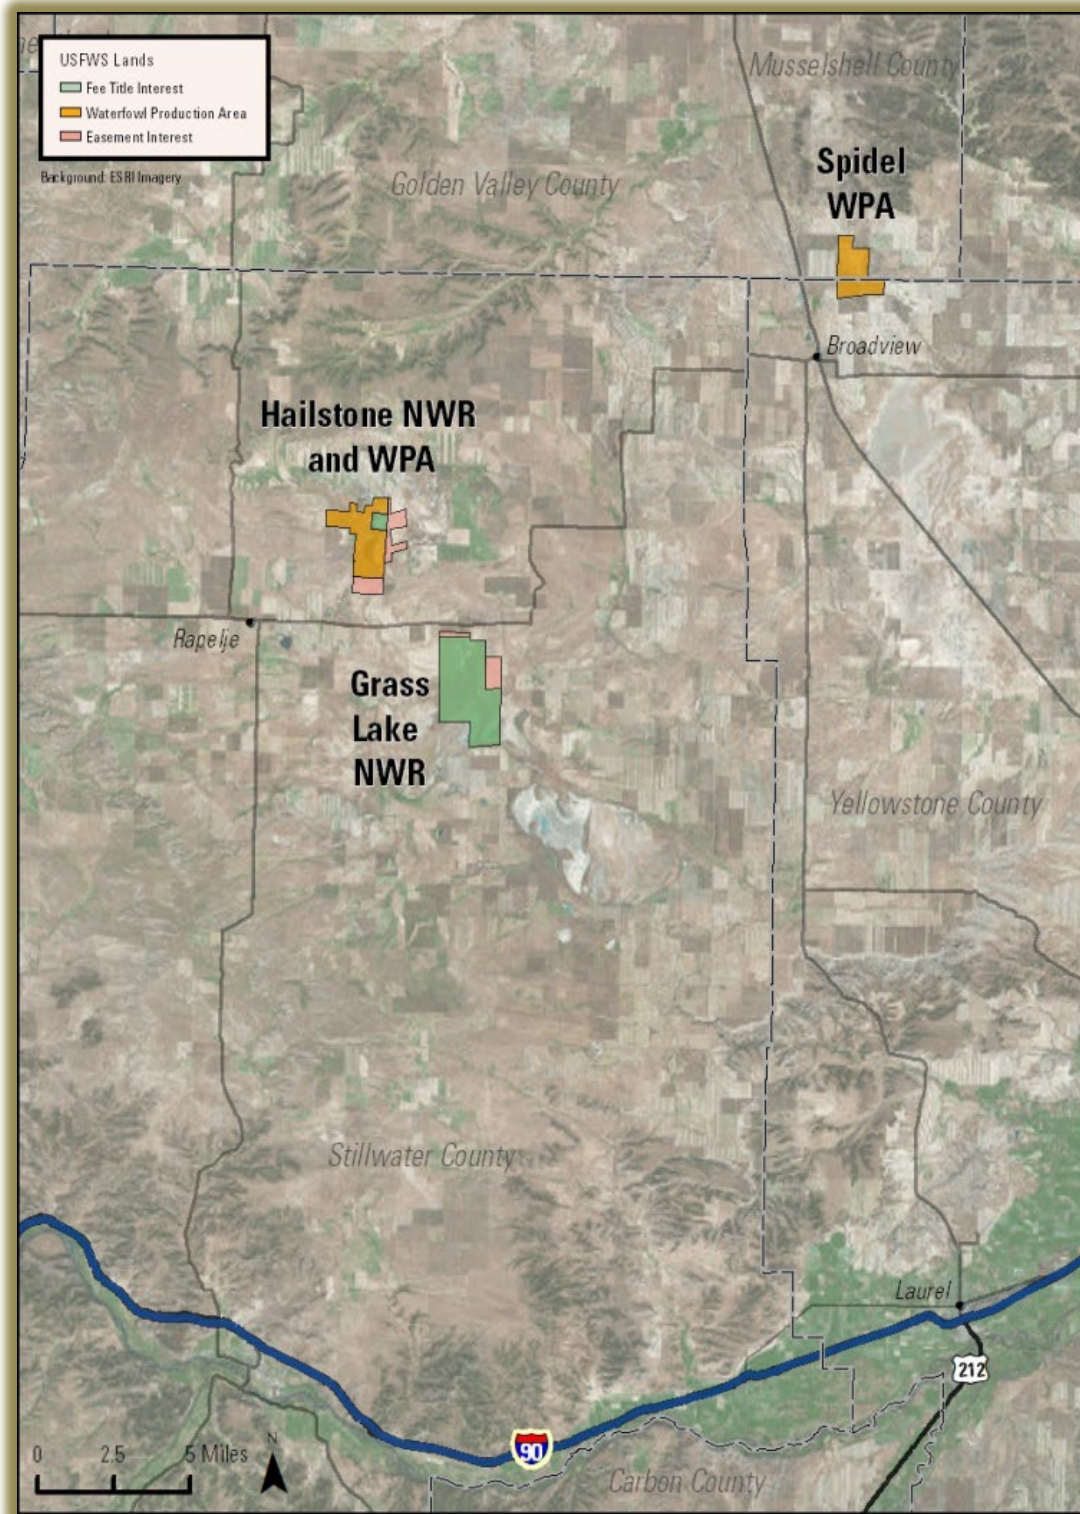 USFWS Lands
Fee Title Interest
Waterfowl Production Area
Easement Interest
Background: ESRI Imagery
Musselshell County
Golden Valley County
Spidel
WPA
Broadview
Hailstone NWR
and WPA
Rapelje
Grass
Lake
NWR
Yellowstone County
Stillwater County
Laurel
212
90
0 2.5 5 Miles
N
Carbon County